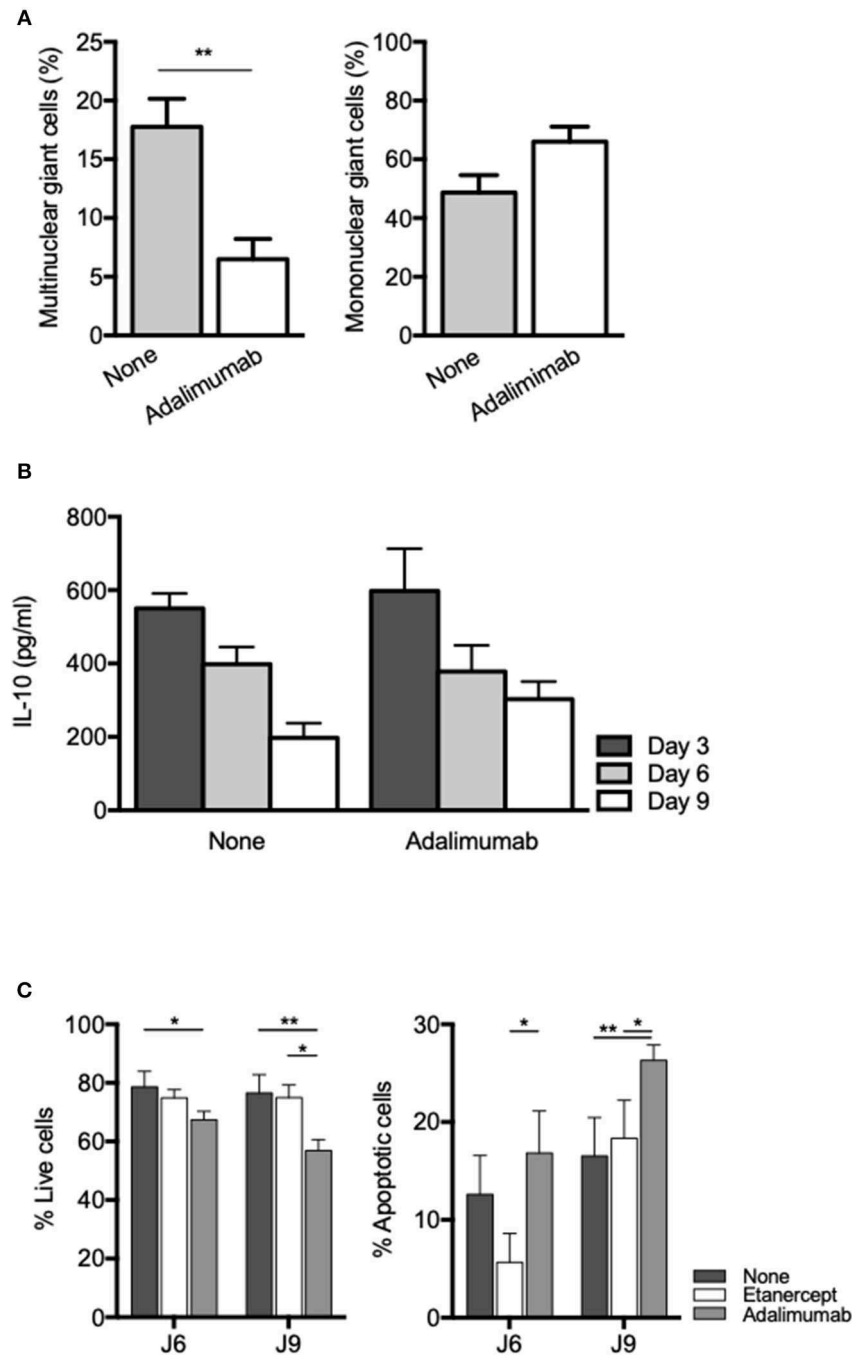 A
Multinuclear giant cells (%)
25
20
15
10
5
0
**
None
Adalimumab
Mononuclear giant cells (%)
100
80
60
40
20
0
None
Adalimimab
B
IL-10 (pg/ml)
800
600
400
200
0
None
Adalimumab
Day 3
Day 6
Day 9
C
% Live cells
100
80
60
40
20
0
*
**
*
J6
J9
% Apoptotic cells
30
20
10
0
*
**
*
J6
J9
None
Etanercept
Adalimumab